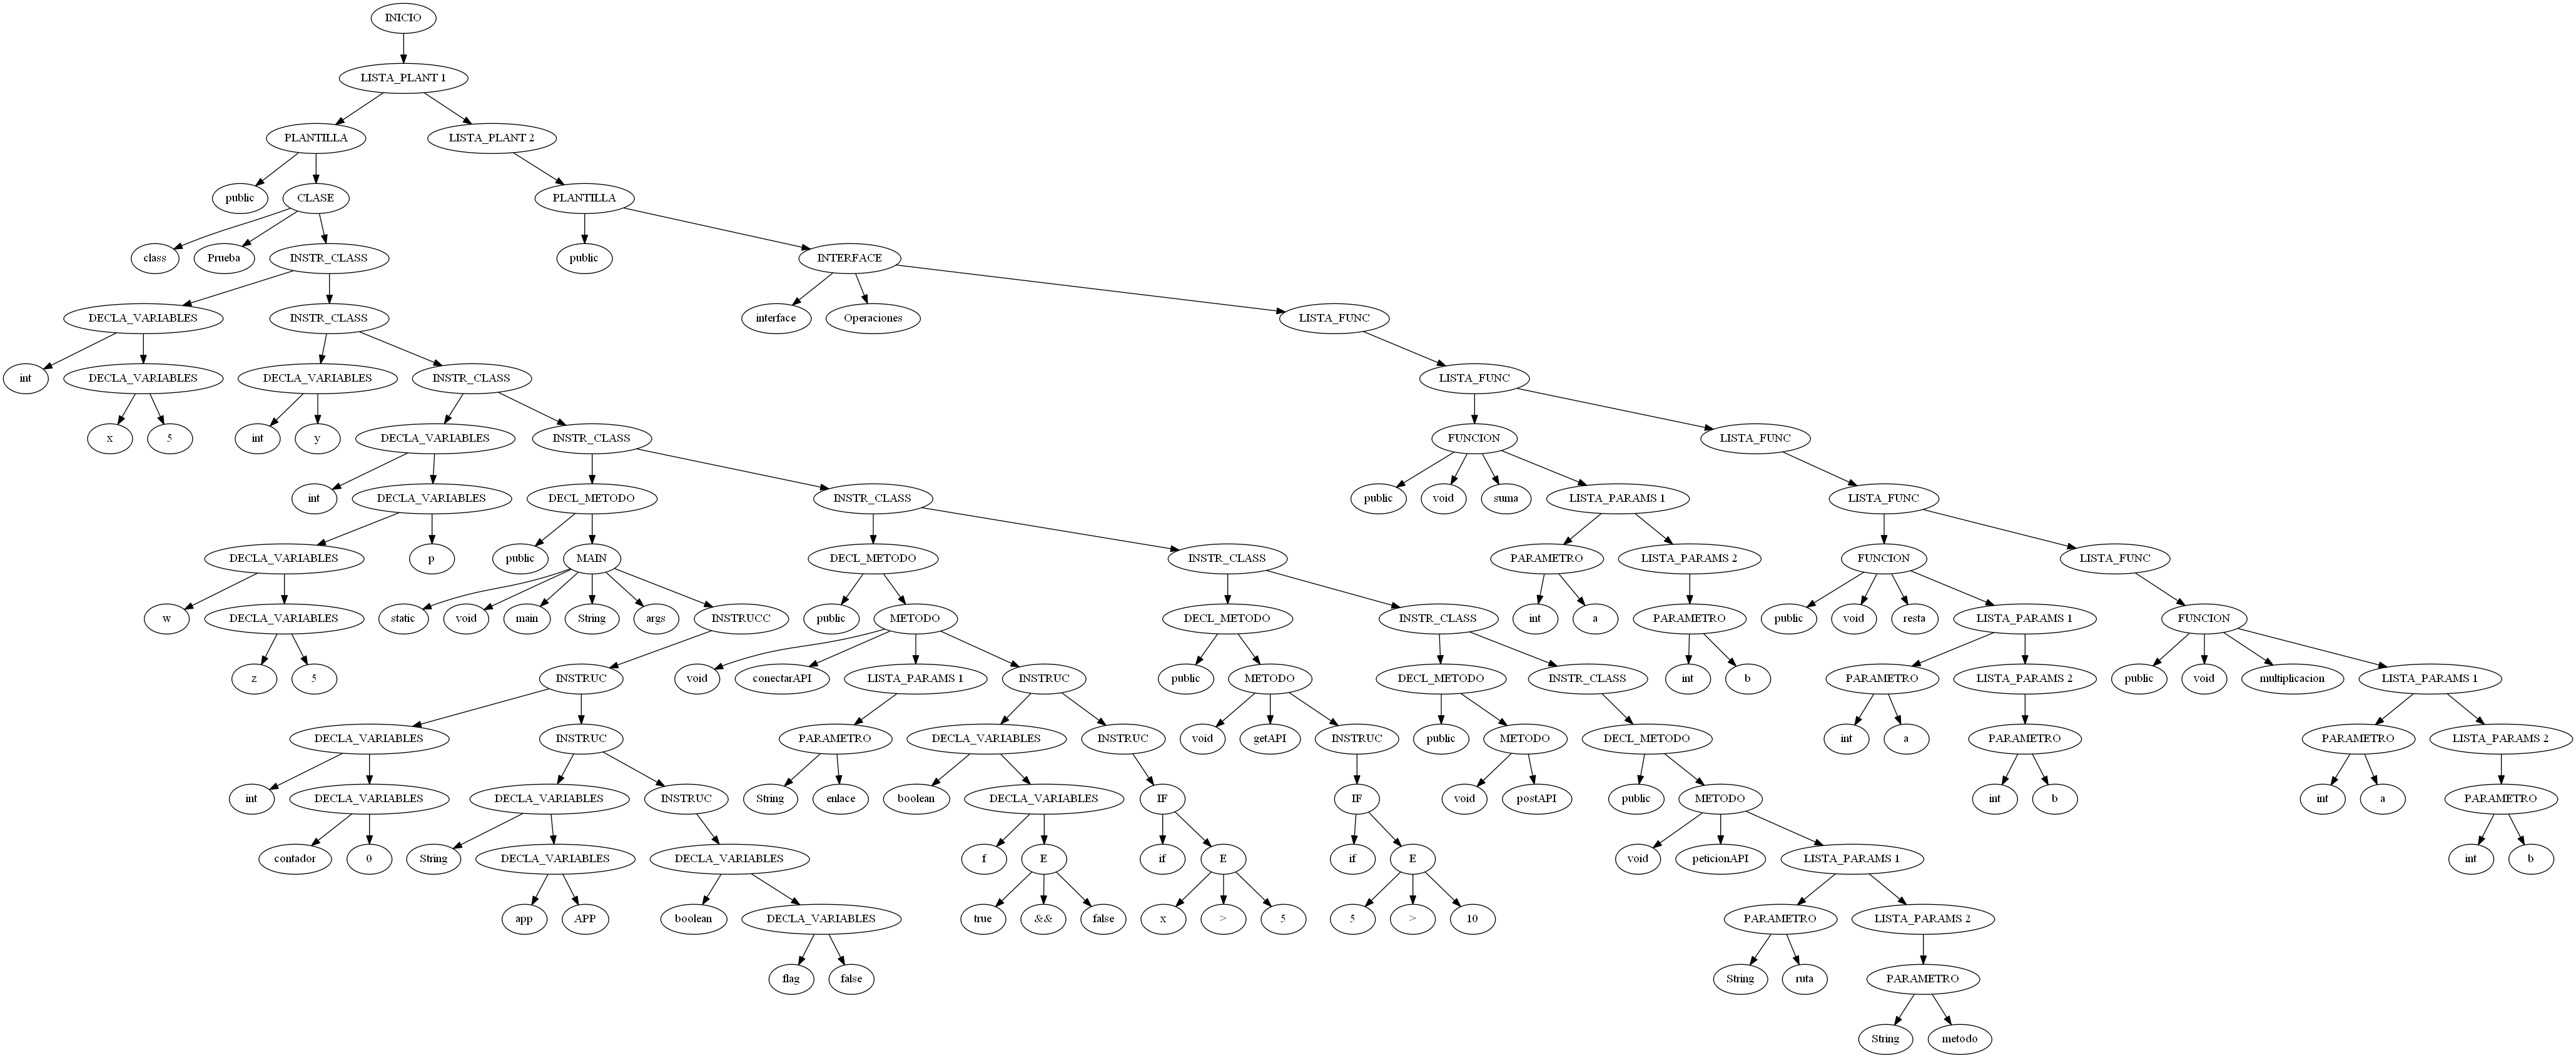 INICIO
LISTA_PLANT 1
PLANTILLA LISTA_PLANT 2
public CLASE PLANTILLA
class Prueba INSTR_CLASS public INTERFACE
DECLA_VARIABLES INSTR_CLASS interface Operaciones LISTA_FUNC
int DECLA_VARIABLES DECLA_VARIABLES INSTR_CLASS LISTA_FUNC
x 5 int y DECLA_VARIABLES INSTR_CLASS FUNCION LISTA_FUNC
int DECLA_VARIABLES DECL_METODO INSTR_CLASS public void suma LISTA_PARAMS 1 LISTA_FUNC
DECLA_VARIABLES p public MAIN DECL_METODO INSTR_CLASS PARAMETRO LISTA_PARAMS 2 FUNCION LISTA_FUNC
w DECLA_VARIABLES static void main String args INSTRUCC public METODO DECL_METODO INSTR_CLASS int a PARAMETRO public void resta LISTA_PARAMS 1 FUNCION
z 5 INSTRUC void conectarAPI LISTA_PARAMS 1 INSTRUC public METODO DECL_METODO INSTR_CLASS int b PARAMETRO LISTA_PARAMS 2 public void multiplicacion LISTA_PARAMS 1
DECLA_VARIABLES INSTRUC PARAMETRO DECLA_VARIABLES INSTRUC void getAPI INSTRUC public METODO DECL_METODO int a PARAMETRO PARAMETRO LISTA_PARAMS 2
int DECLA_VARIABLES DECLA_VARIABLES INSTRUC String enlace boolean DECLA_VARIABLES IF IF void postAPI public METODO int b int a PARAMETRO
contador 0 String DECLA_VARIABLES DECLA_VARIABLES f E if E if E void peticionAPI LISTA_PARAMS 1 int b
app APP boolean DECLA_VARIABLES true && false x > 5 5 > 10 PARAMETRO LISTA_PARAMS 2
flag false String ruta PARAMETRO
String metodo